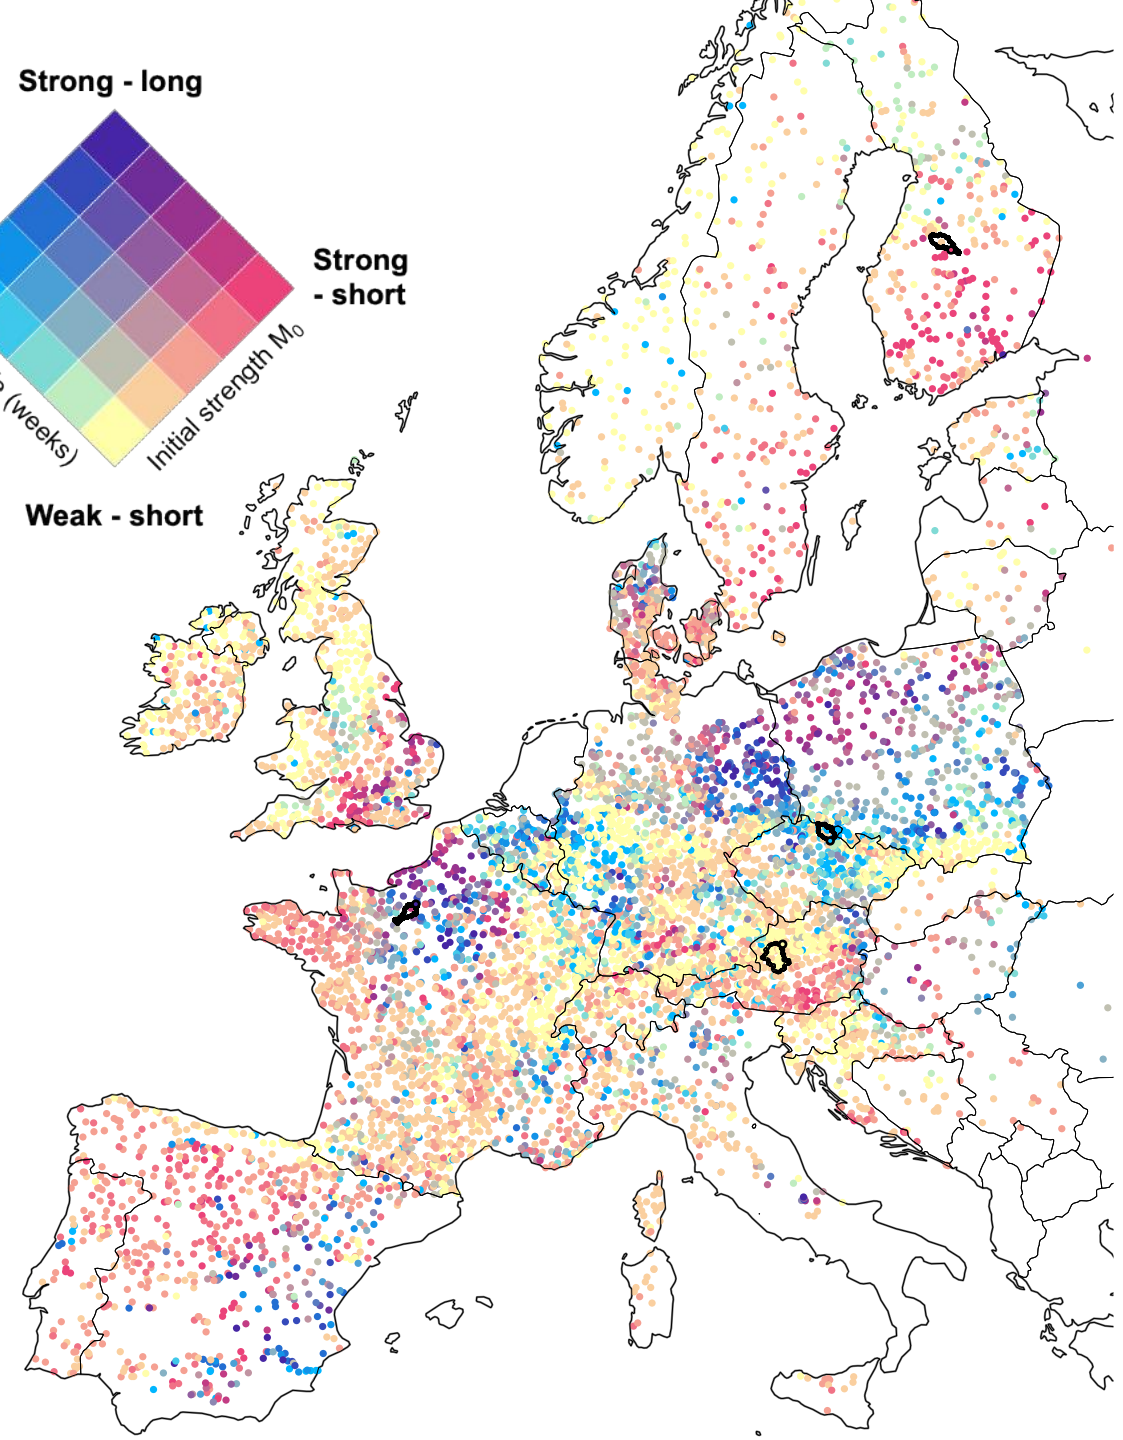 Strong - long
Strong
- short
(weeks)
Initial strength M₀
Weak - short